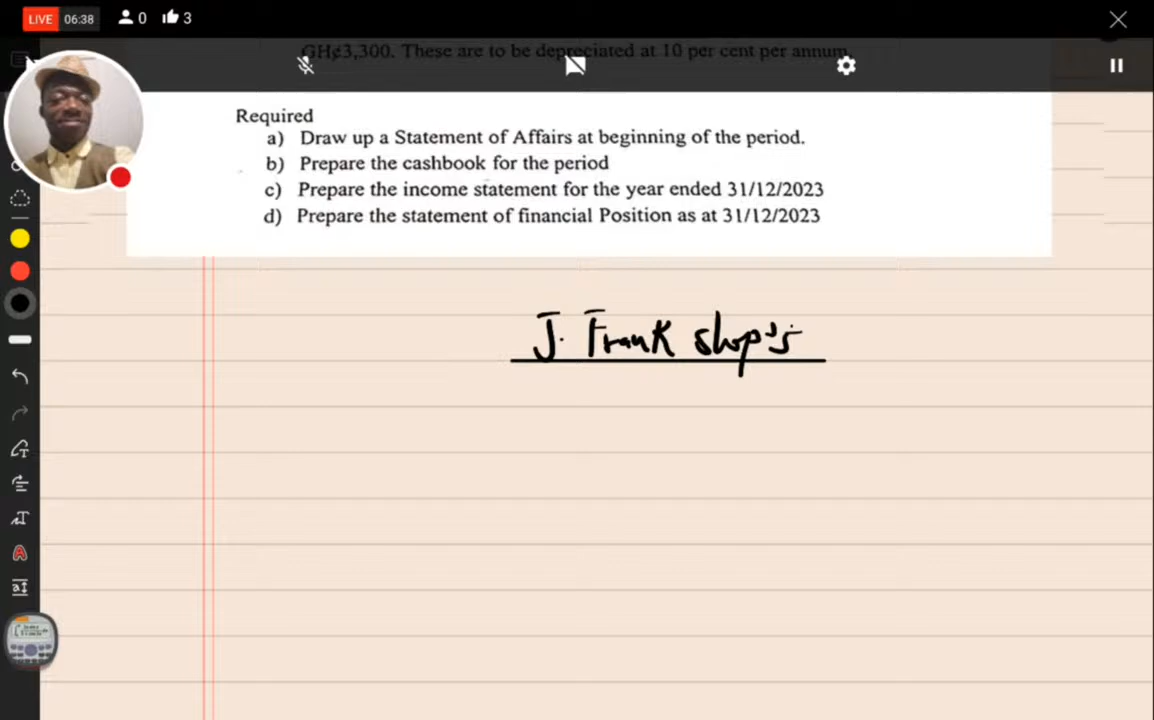 LIVE 06:38 0 3
GH¢3,300. These are to be depreciated at 10 per cent per annum.
Required
a) Draw up a Statement of Affairs at beginning of the period.
b) Prepare the cashbook for the period
c) Prepare the income statement for the year ended 31/12/2023
d) Prepare the statement of financial Position as at 31/12/2023
J. Frank shop's